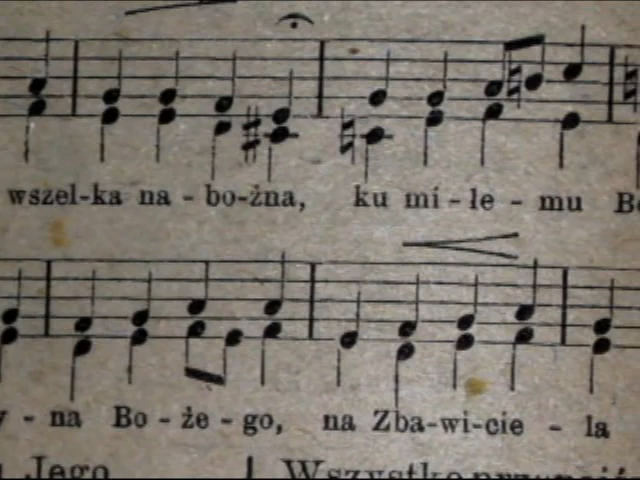 wszel-ka na - bo-żna, ku mi - łe - mu
- na Bo - że - go, na Zba-wi-cie - la
Jego Wszystko